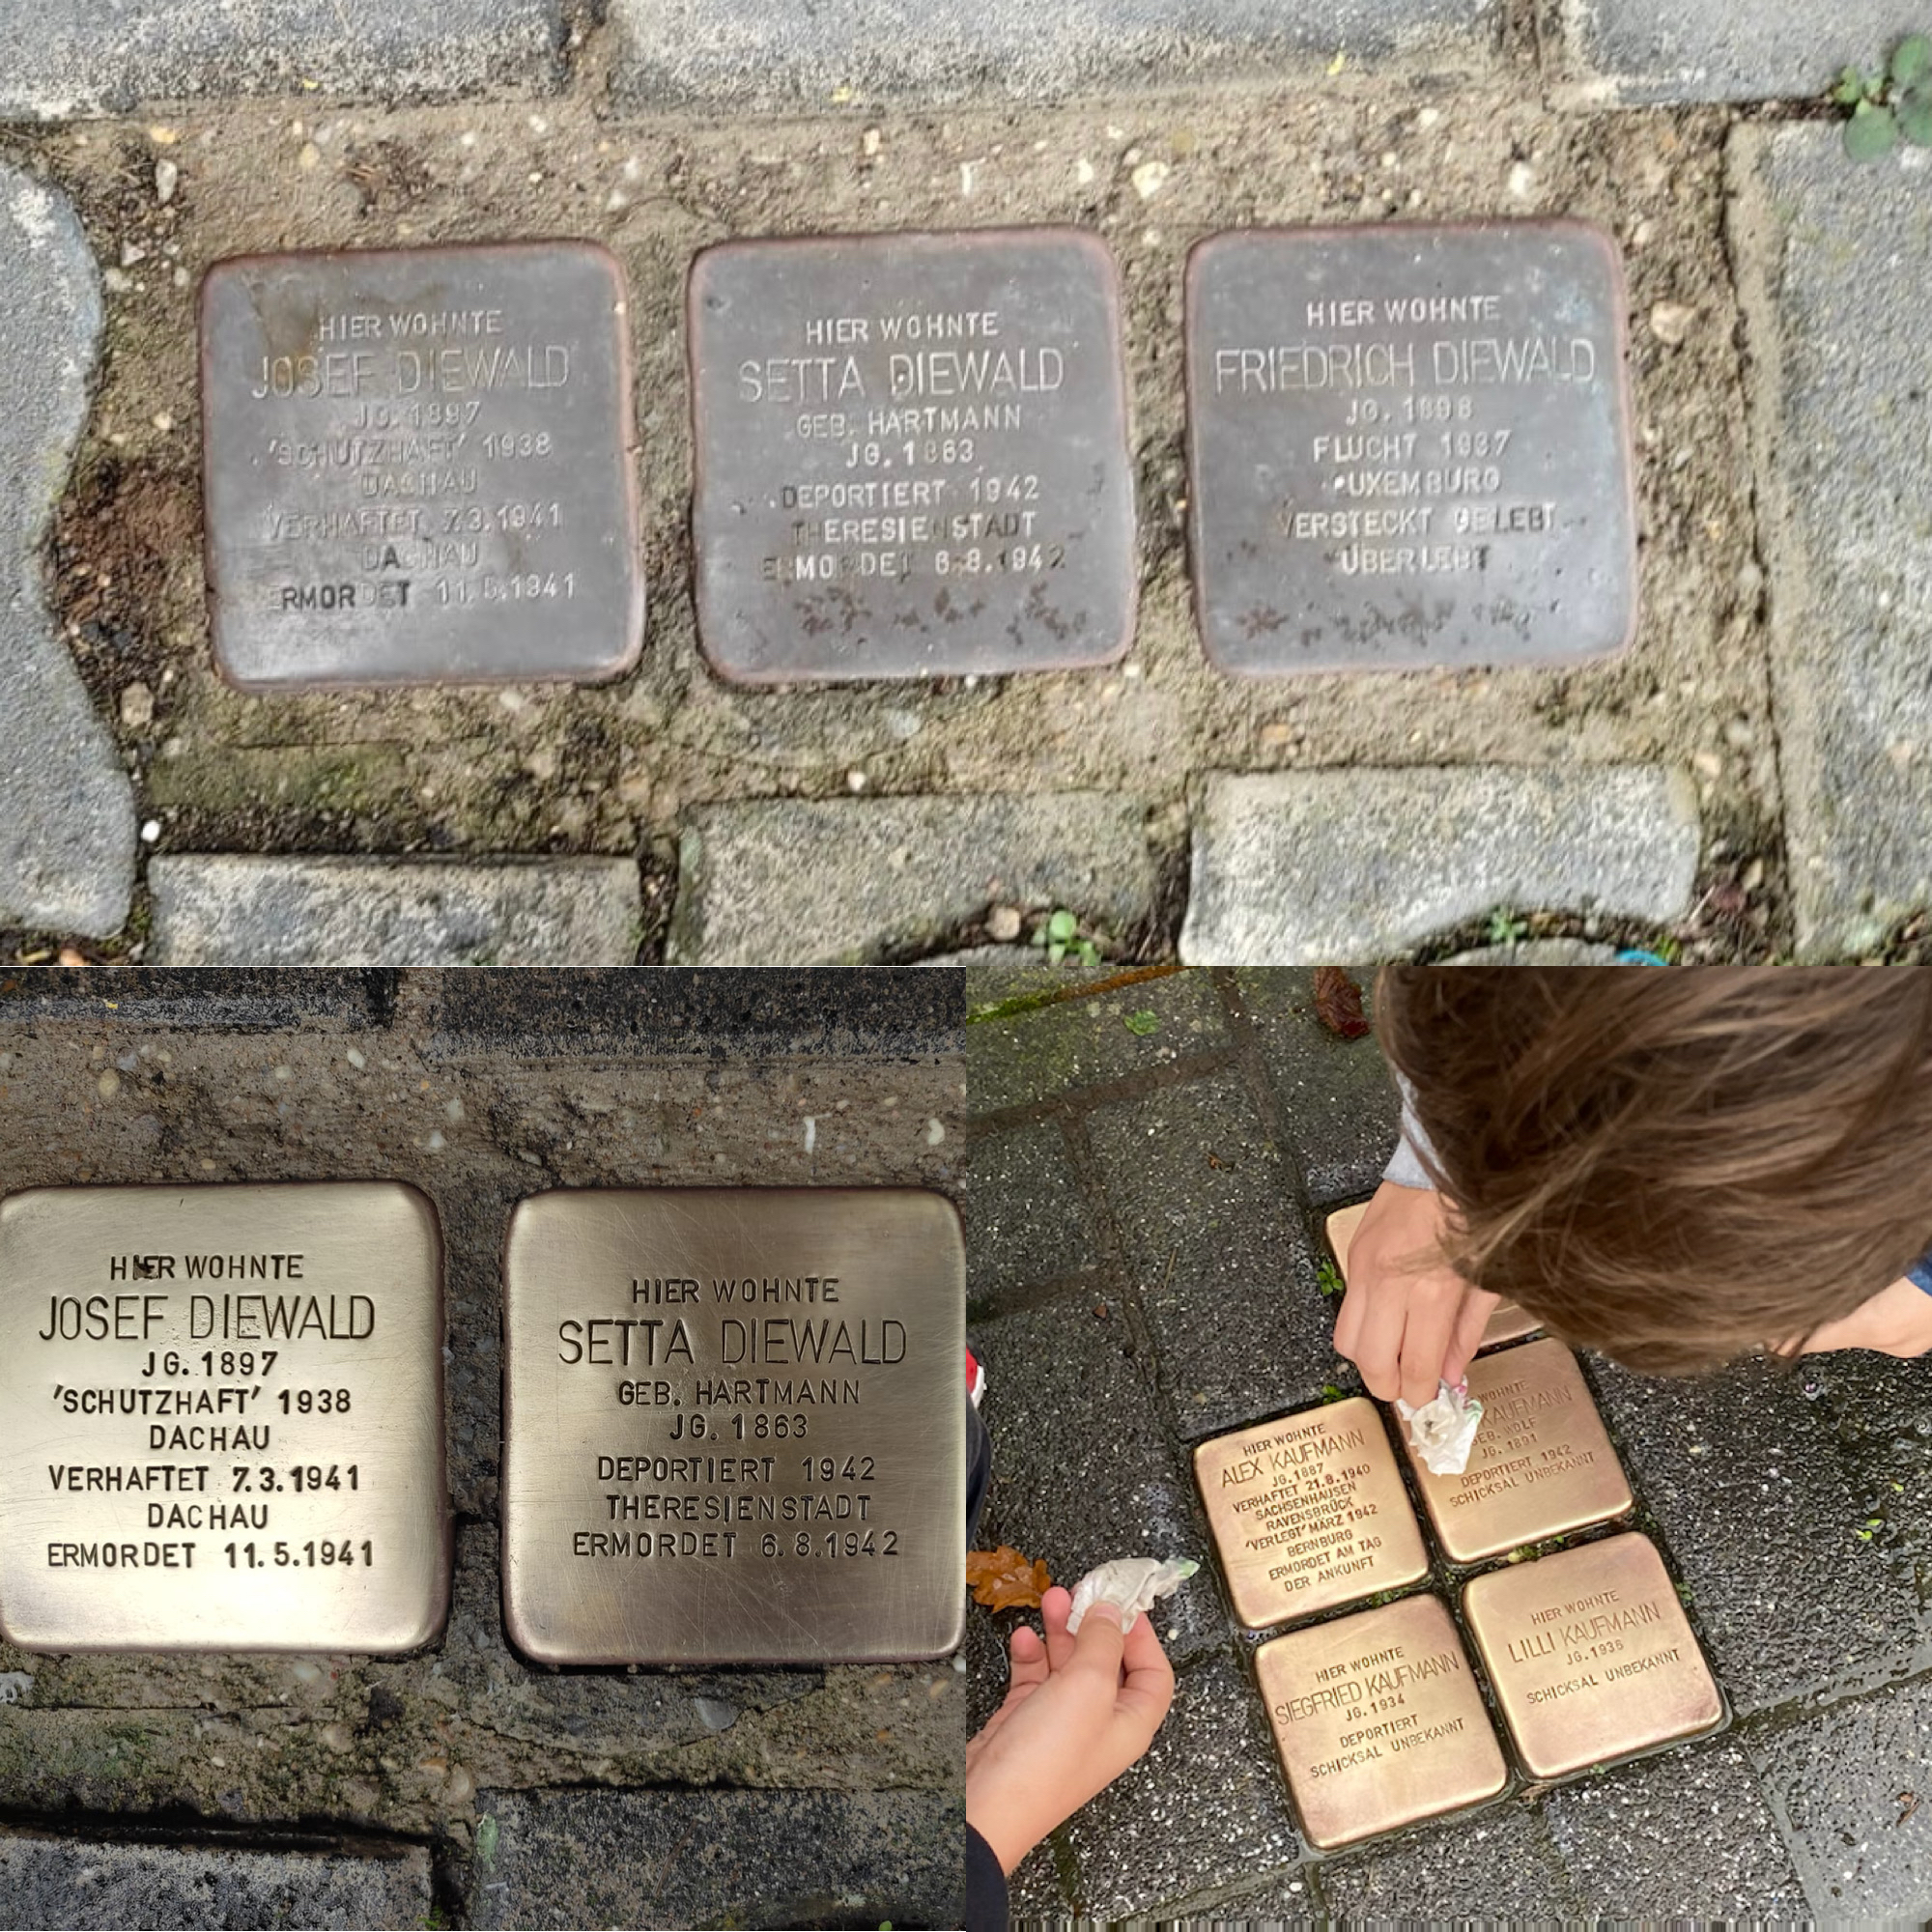 HIER WOHNTE
JOSEF DIEWALD
JG. 1897
'SCHUTZHAFT' 1938
DACHAU
VERHAFTET 7.3.1941
DACHAU
ERMORDET 11.5.1941
HIER WOHNTE
SETTA DIEWALD
GEB. HARTMANN
JG. 1863
DEPORTIERT 1942
THERESIENSTADT
ERMORDET 6.8.1942
HIER WOHNTE
FRIEDRICH DIEWALD
JG. 1898
FLUCHT 1937
LUXEMBURG
VERSTECKT GELEBT
ÜBERLEBT
HIER WOHNTE
JOSEF DIEWALD
JG. 1897
'SCHUTZHAFT' 1938
DACHAU
VERHAFTET 7.3.1941
DACHAU
ERMORDET 11.5.1941
HIER WOHNTE
SETTA DIEWALD
GEB. HARTMANN
JG. 1863
DEPORTIERT 1942
THERESIENSTADT
ERMORDET 6.8.1942
HIER WOHNTE
ALEX KAUFMANN
JG. 1887
VERHAFTET 21.8.1940
SACHSENHAUSEN
RAVENSBRÜCK
'VERLEGT' MÄRZ 1942
BERNBURG
ERMORDET AM TAG
DER ANKUNFT
WOHNTE
KAUFMANN
GEB. WOLF
JG. 1891
DEPORTIERT 1942
SCHICKSAL UNBEKANNT
HIER WOHNTE
SIEGFRIED KAUFMANN
JG. 1934
DEPORTIERT
SCHICKSAL UNBEKANNT
HIER WOHNTE
LILLI KAUFMANN
JG. 1936
SCHICKSAL UNBEKANNT